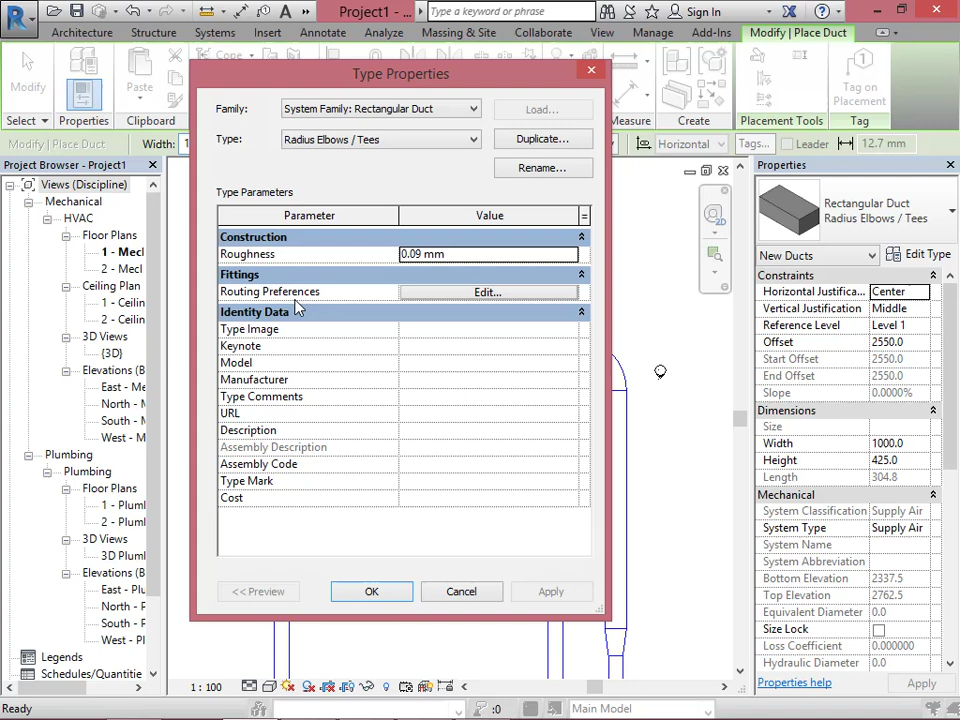 Project1 - ...
Type a keyword or phrase
Sign In
Architecture Structure Systems Insert Annotate Analyze Massing & Site Collaborate View Manage Add-Ins Modify | Place Duct
Modify
Properties
Paste
Cope
Tag on
Placement
Select Properties Clipboard Measure Create Placement Tools Tag
Modify | Place Duct Width: 1 Horizontal Tags... Leader 12.7 mm
Project Browser - Project1
Views (Discipline)
Mechanical
HVAC
Floor Plans
1 - Mech
2 - Mecl
Ceiling Plan
1 - Ceilin
2 - Ceilin
3D Views
{3D}
Elevations (B
East - Me
North - M
South - M
West - M
Plumbing
Plumbing
Floor Plans
1 - Plumb
2 - Plumb
3D Views
3D Plumb
Elevations (B
East - Plu
North - P
South - P
West - Pl
Legends
Schedules/Quantitie
Type Properties
Family: System Family: Rectangular Duct Load...
Type: Radius Elbows / Tees Duplicate...
Rename...
Type Parameters
Parameter Value =
Construction
Roughness 0.09 mm
Fittings
Routing Preferences Edit...
Identity Data
Type Image
Keynote
Model
Manufacturer
Type Comments
URL
Description
Assembly Description
Assembly Code
Type Mark
Cost
<< Preview OK Cancel Apply
2D
Properties
Rectangular Duct
Radius Elbows / Tees
New Ducts Edit Type
Constraints
Horizontal Justifica... Center
Vertical Justification Middle
Reference Level Level 1
Offset 2550.0
Start Offset 2550.0
End Offset 2550.0
Slope 0.0000%
Dimensions
Size
Width 1000.0
Height 425.0
Length 304.8
Mechanical
System Classification Supply Air
System Type Supply Air
System Name
System Abbreviation
Bottom Elevation 2337.5
Top Elevation 2762.5
Equivalent Diameter 0.0
Size Lock
Loss Coefficient 0.000000
Hydraulic Diameter 0.0
Properties help Apply
1 : 100
:0 Main Model